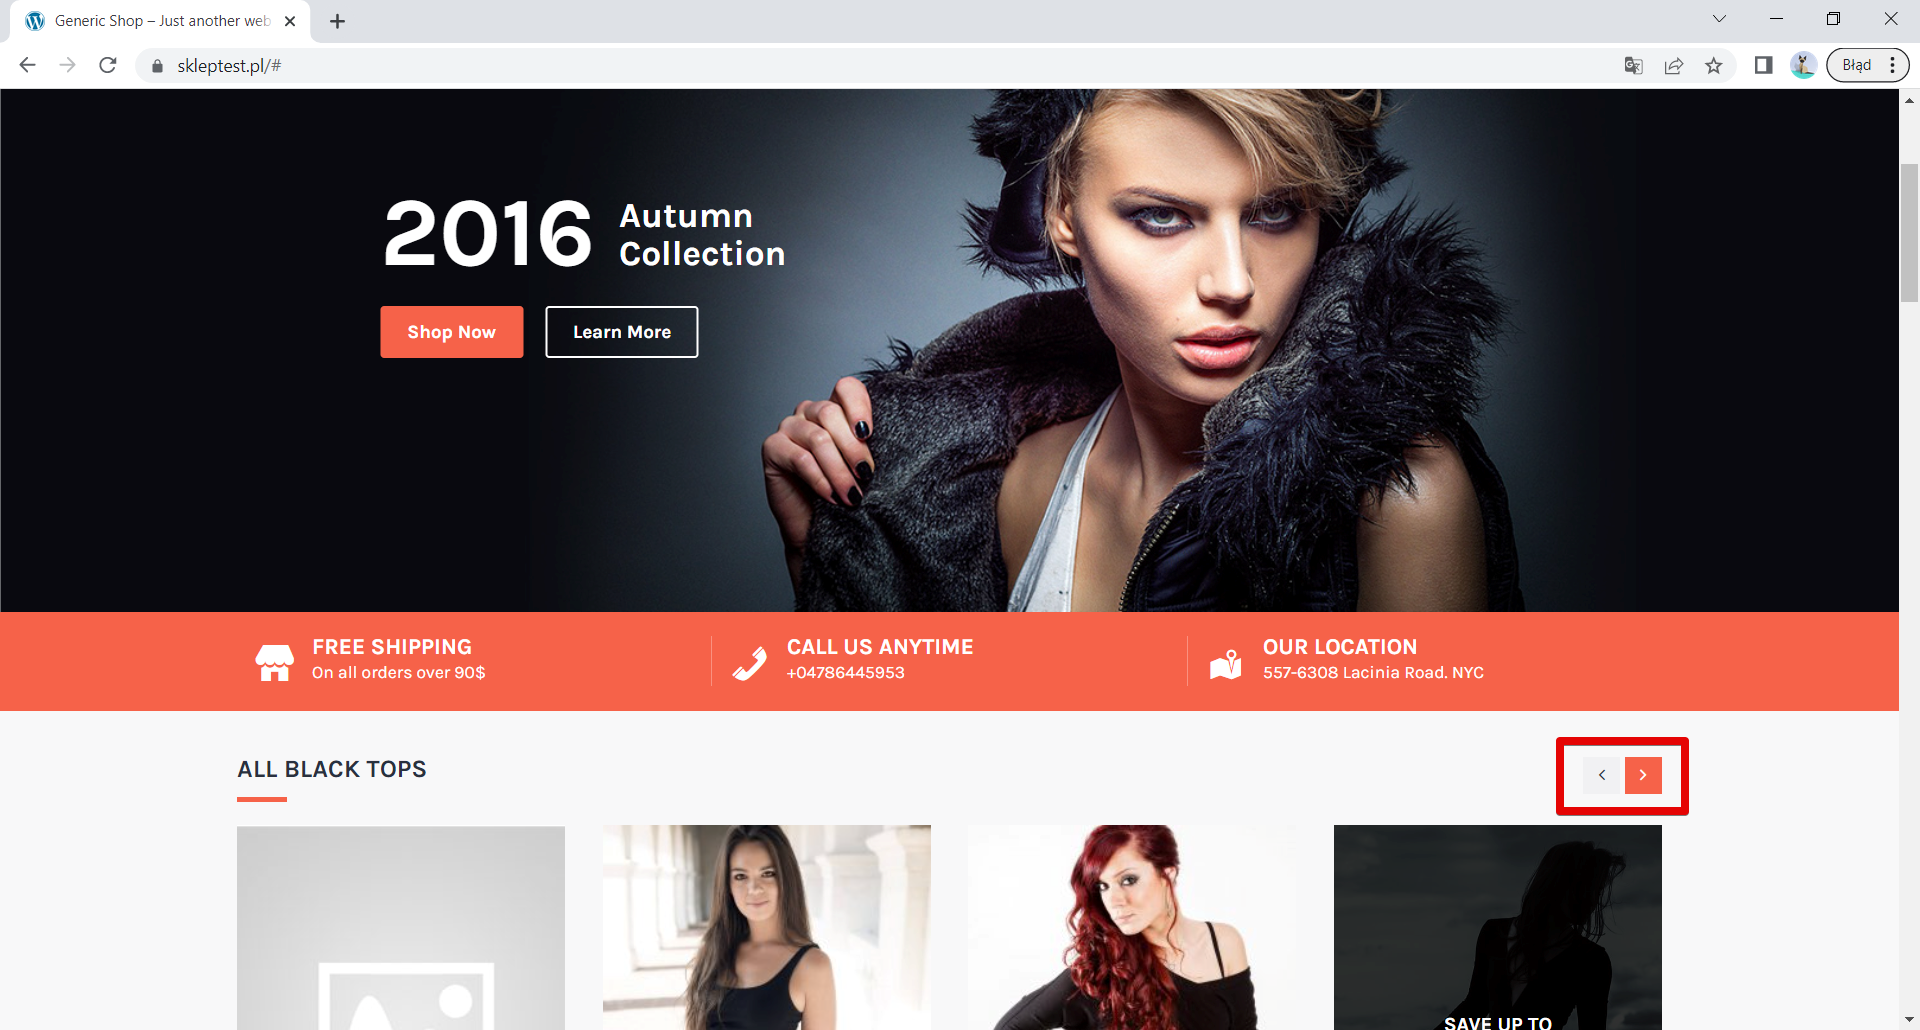 Generic Shop – Just another web
skleptest.pl/#
Błąd
2016
Autumn
Collection
Shop Now
Learn More
FREE SHIPPING
On all orders over 90$
CALL US ANYTIME
+04786445953
OUR LOCATION
557-6308 Lacinia Road. NYC
ALL BLACK TOPS
SAVE UP TO